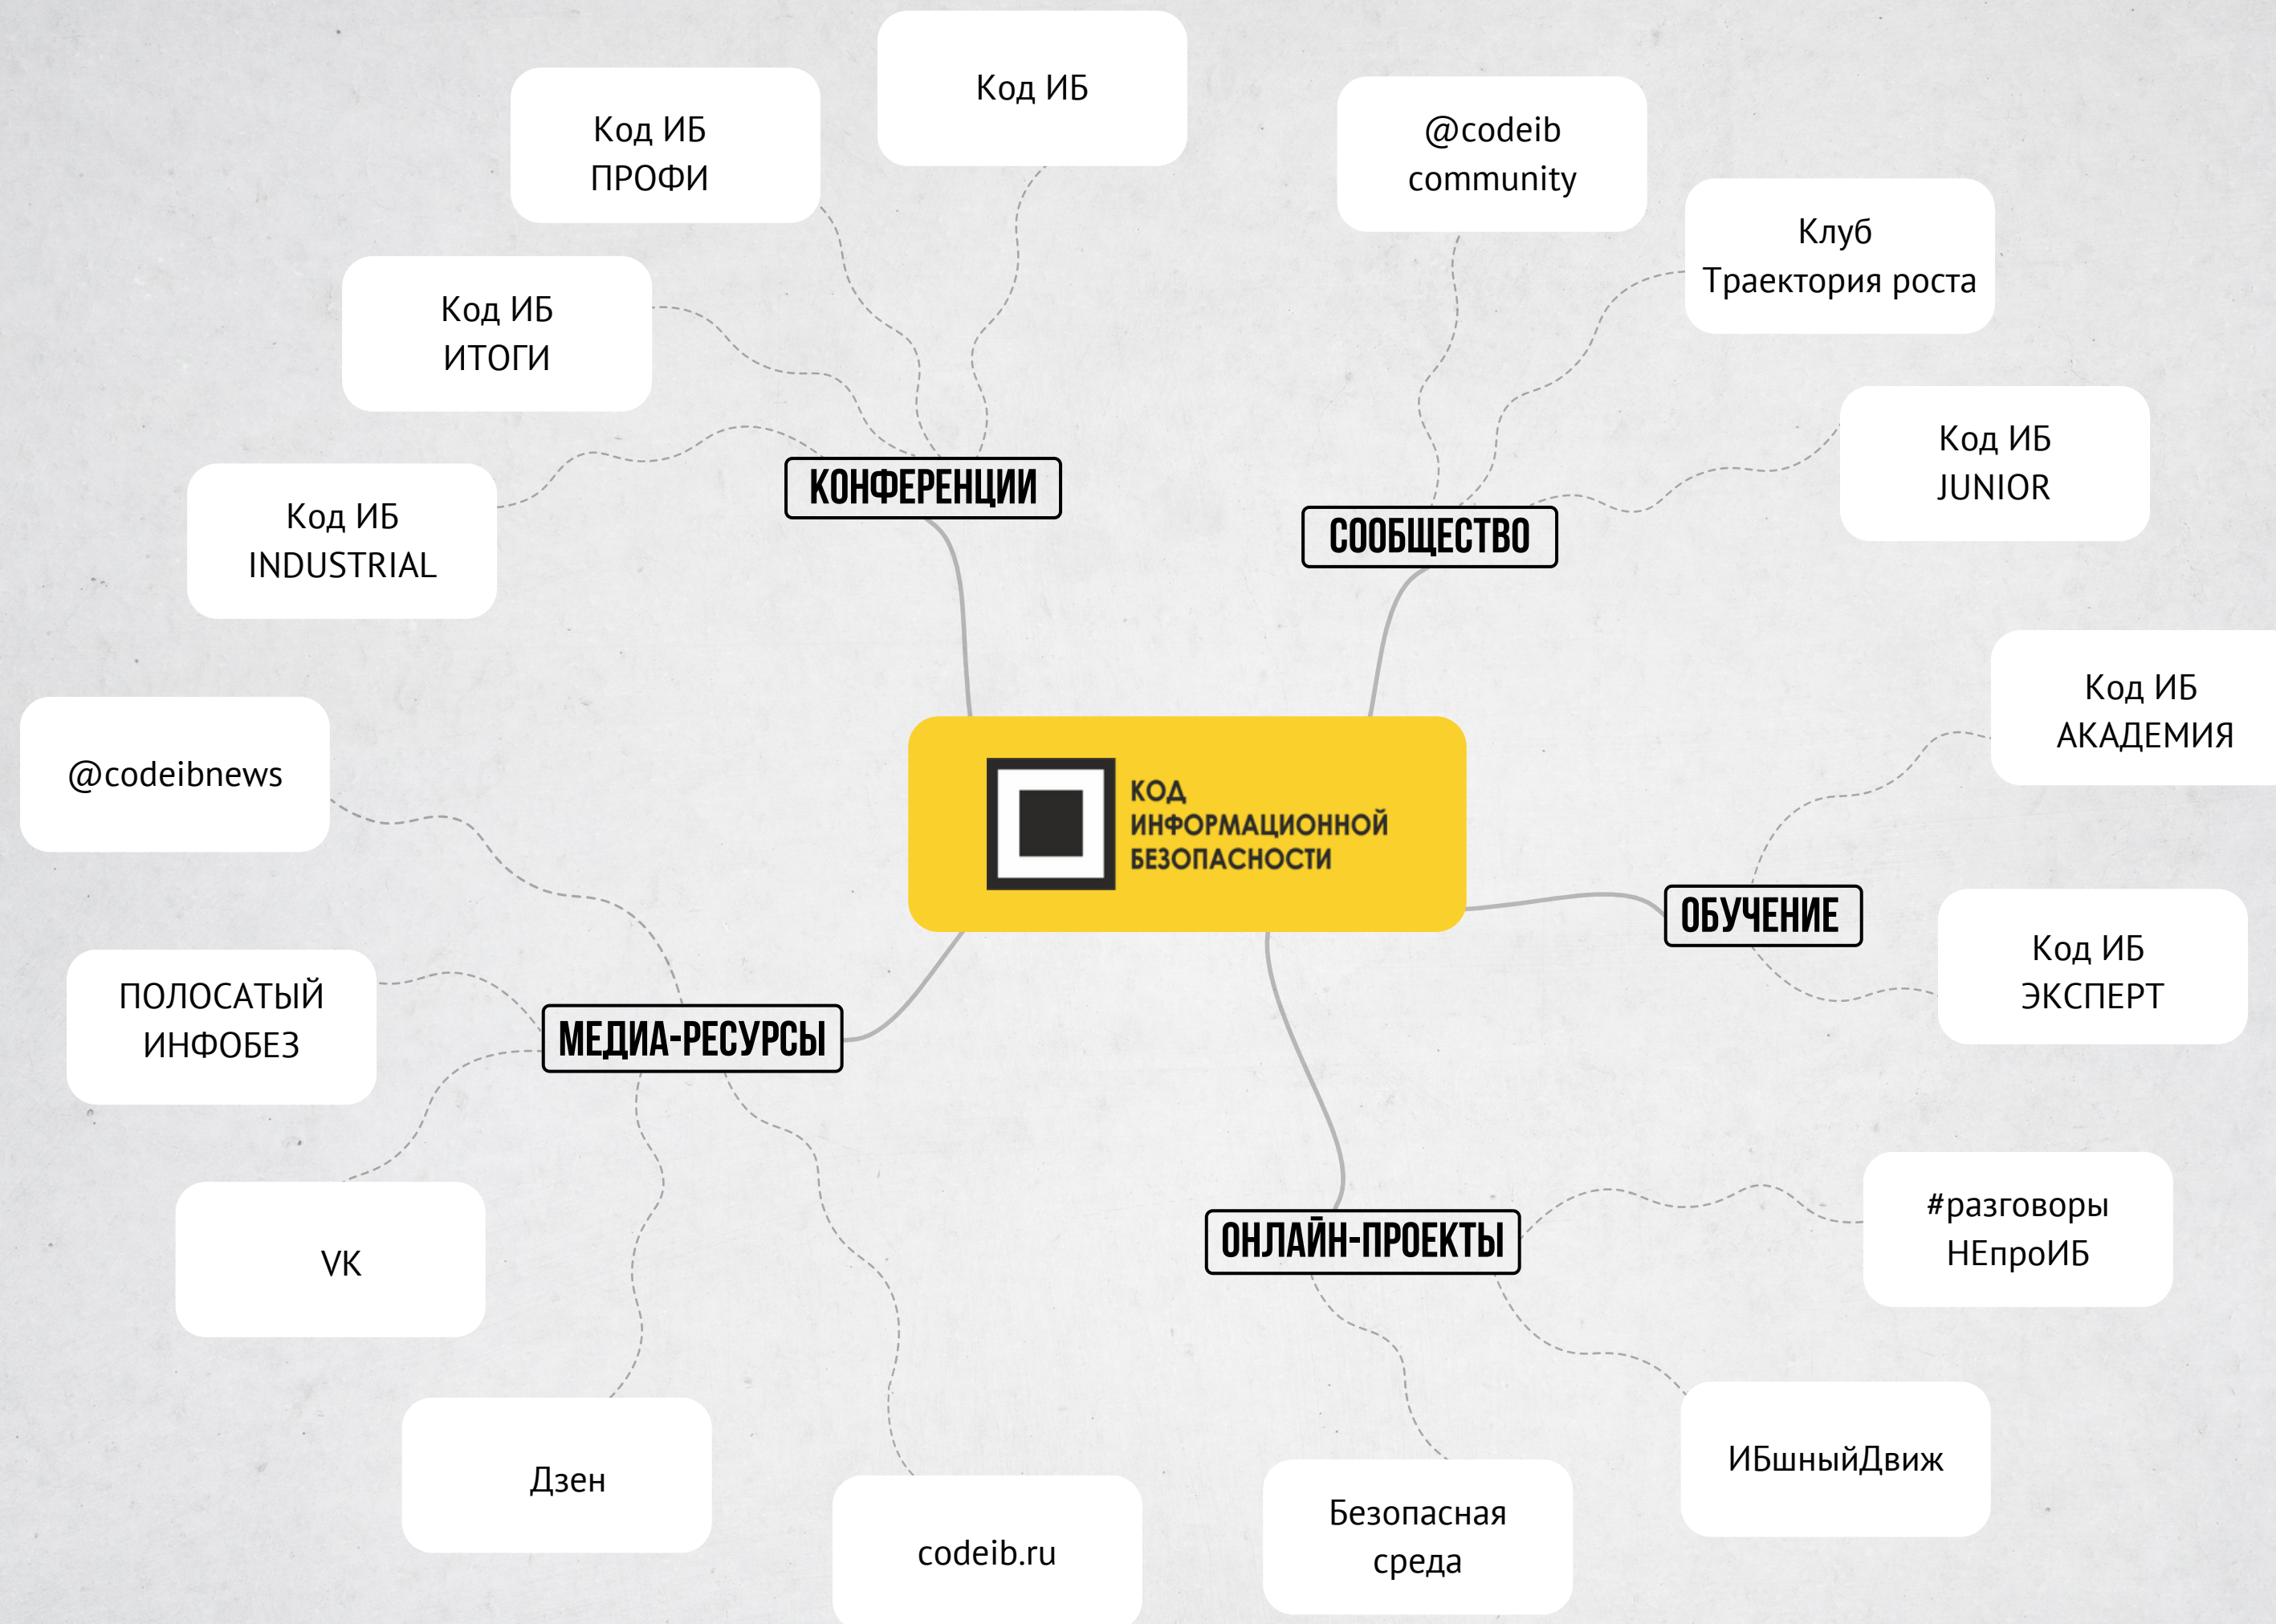 Код ИБ
Код ИБ
ПРОФИ
@codeib
community
Клуб
Траектория роста
Код ИБ
ИТОГИ
Код ИБ
JUNIOR
Код ИБ
INDUSTRIAL
КОНФЕРЕНЦИИ
СООБЩЕСТВО
Код ИБ
АКАДЕМИЯ
@codeibnews
КОД
ИНФОРМАЦИОННОЙ
БЕЗОПАСНОСТИ
ОБУЧЕНИЕ
Код ИБ
ЭКСПЕРТ
ПОЛОСАТЫЙ
ИНФОБЕЗ
МЕДИА-РЕСУРСЫ
#разговоры
НЕпроИБ
ОНЛАЙН-ПРОЕКТЫ
VK
ИБшныйДвиж
Дзен
codeib.ru
Безопасная
среда